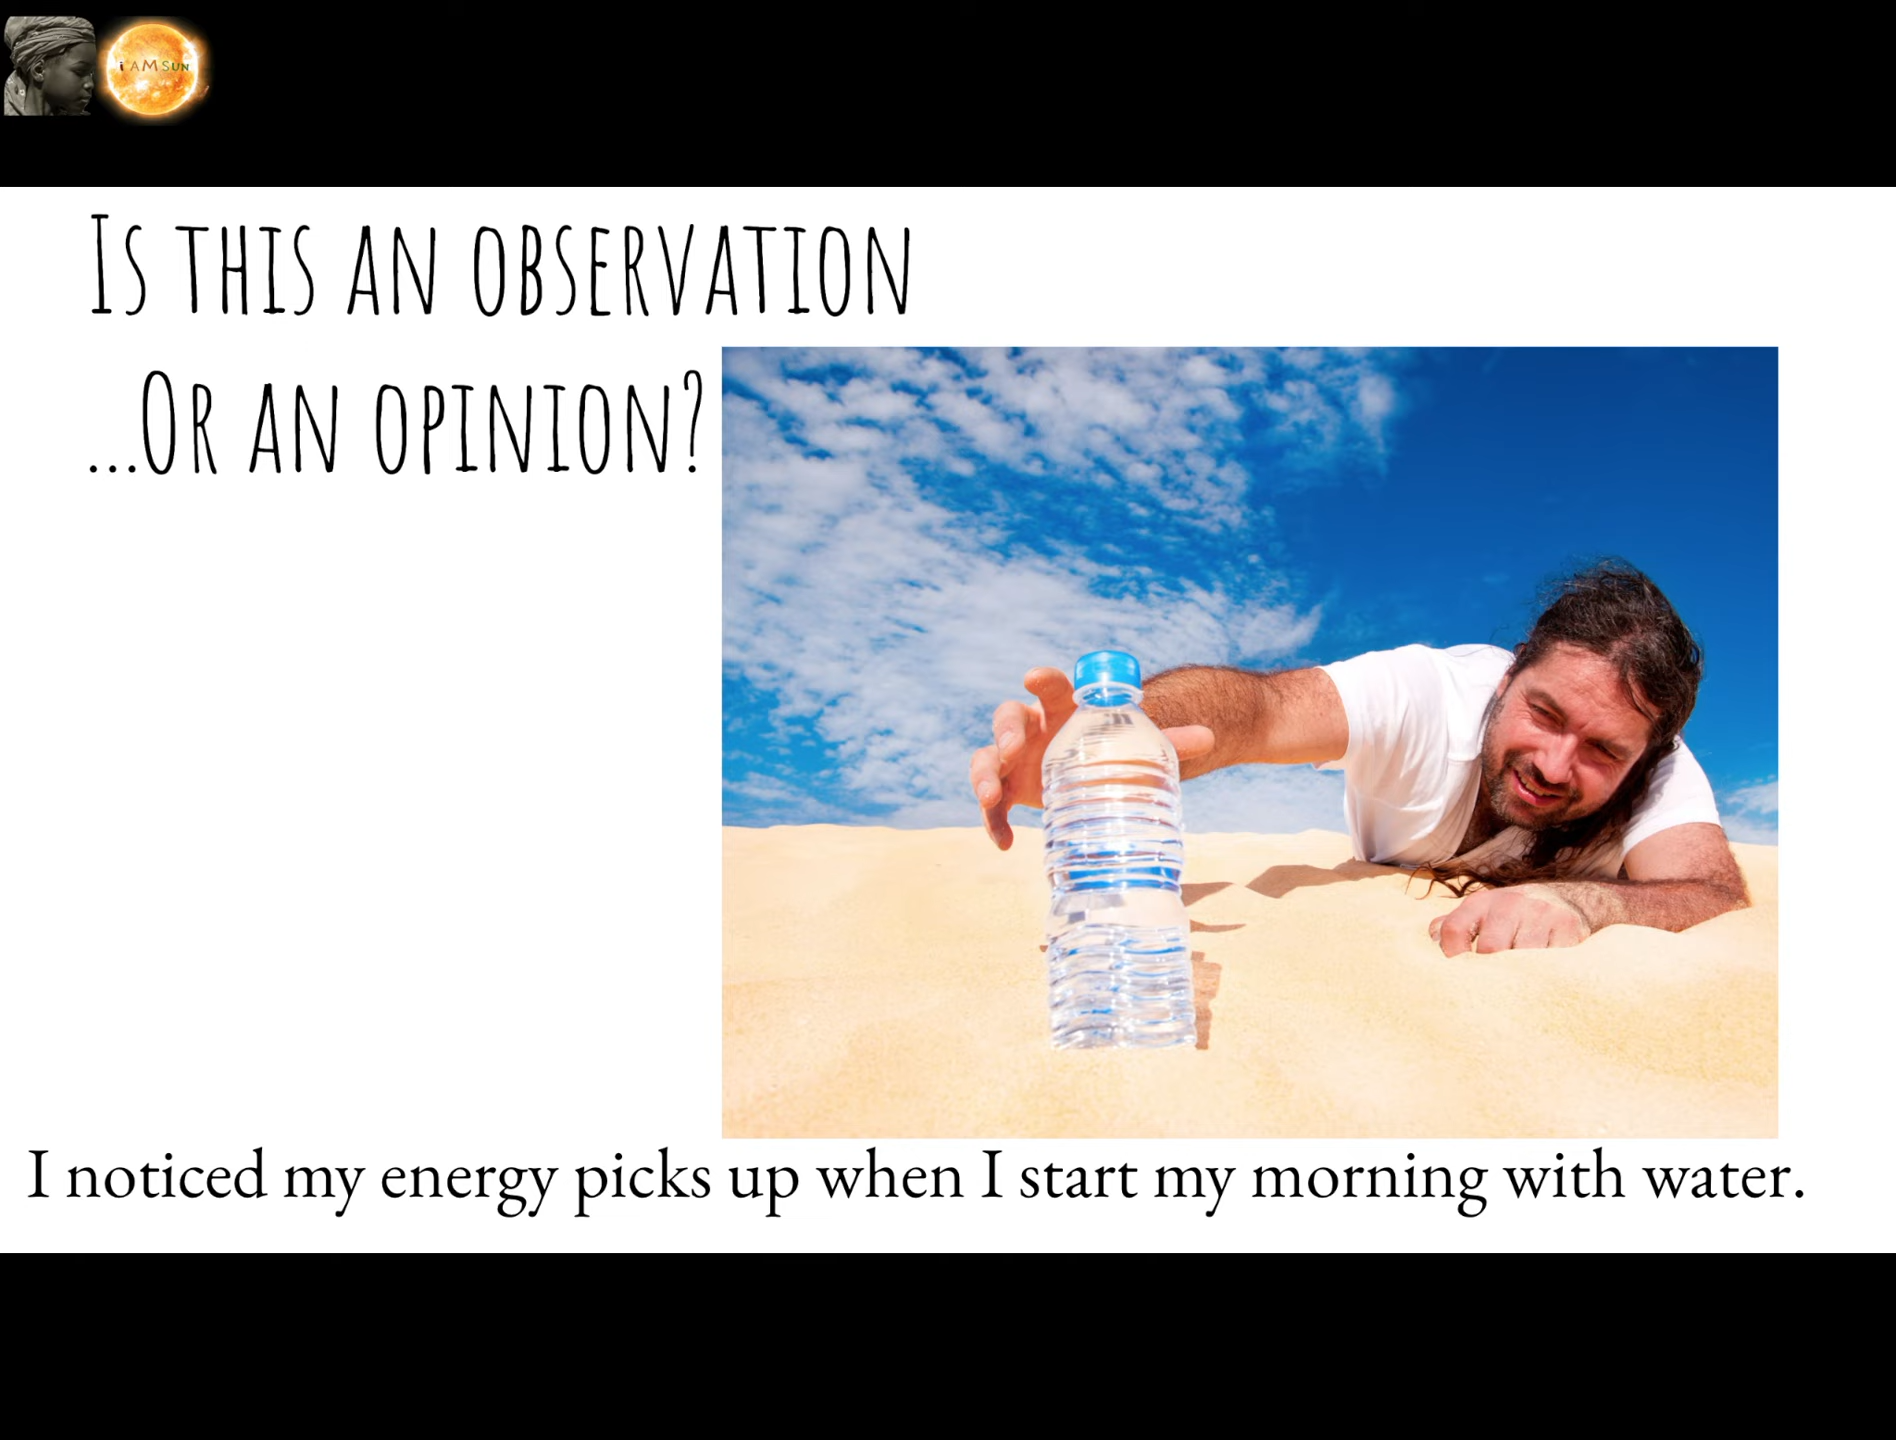 i AM SUN
Is this an observation
...Or an opinion?
I noticed my energy picks up when I start my morning with water.